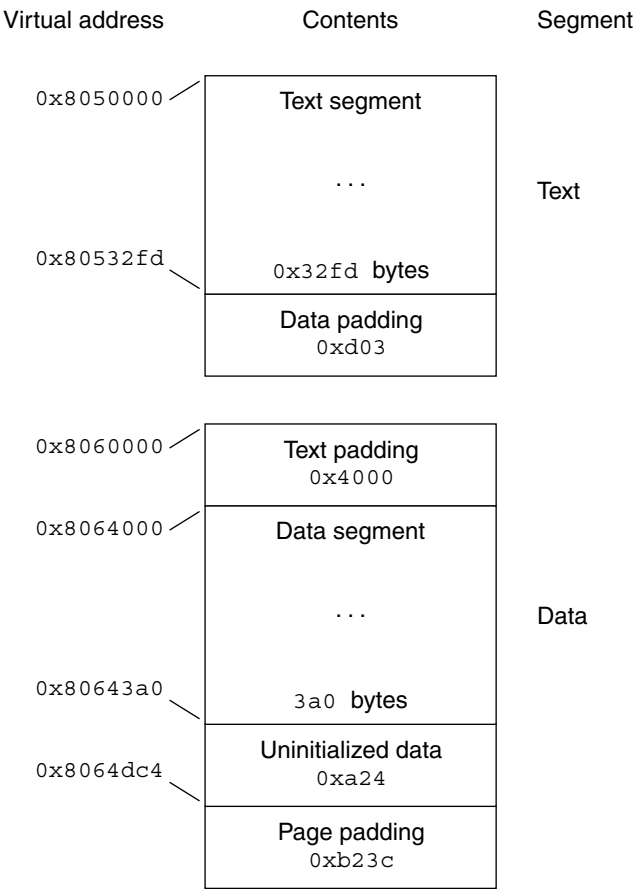 Virtual address Contents Segment
0x8050000
Text segment
. . .
Text
0x80532fd
0x32fd bytes
Data padding
0xd03
0x8060000
Text padding
0x4000
0x8064000
Data segment
. . .
Data
0x80643a0
3a0 bytes
Uninitialized data
0x8064dc4
0xa24
Page padding
0xb23c